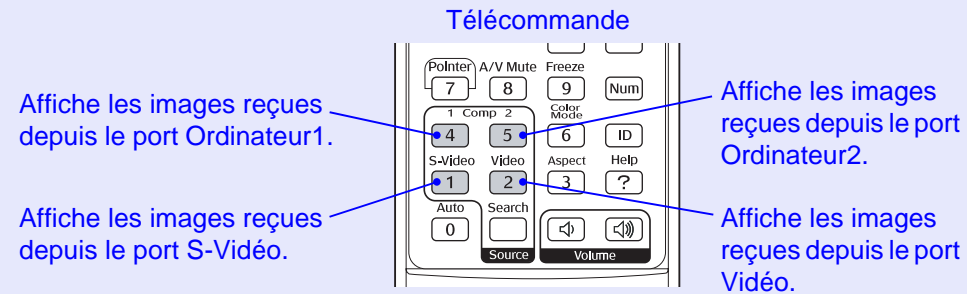 Télécommande
Affiche les images reçues
depuis le port Ordinateur1.
Affiche les images reçues
depuis le port S-Vidéo.
Pointer A/V Mute Freeze
7 8 9 Num
1 Comp 2 Color
Mode
4 5 6 ID
S-Video Video Aspect Help
1 2 3 ?
Auto Search
0
Source Volume
Affiche les images
reçues depuis le port
Ordinateur2.
Affiche les images
reçues depuis le port
Vidéo.